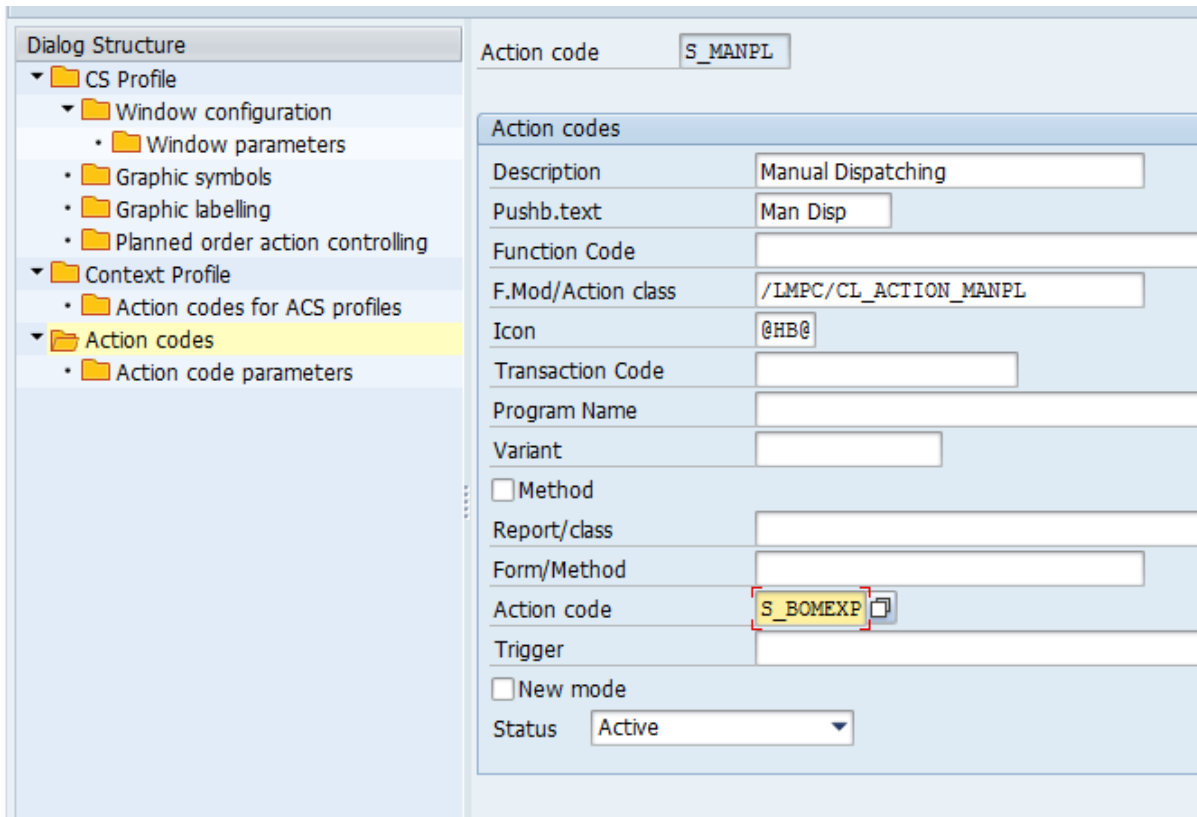 Dialog Structure
CS Profile
Window configuration
Window parameters
Graphic symbols
Graphic labelling
Planned order action controlling
Context Profile
Action codes for ACS profiles
Action codes
Action code parameters
Action code S_MANPL
Action codes
Description Manual Dispatching
Pushb.text Man Disp
Function Code
F.Mod/Action class /LMPC/CL_ACTION_MANPL
Icon @HB@
Transaction Code
Program Name
Variant
Method
Report/class
Form/Method
Action code S_BOMEXP
Trigger
New mode
Status Active